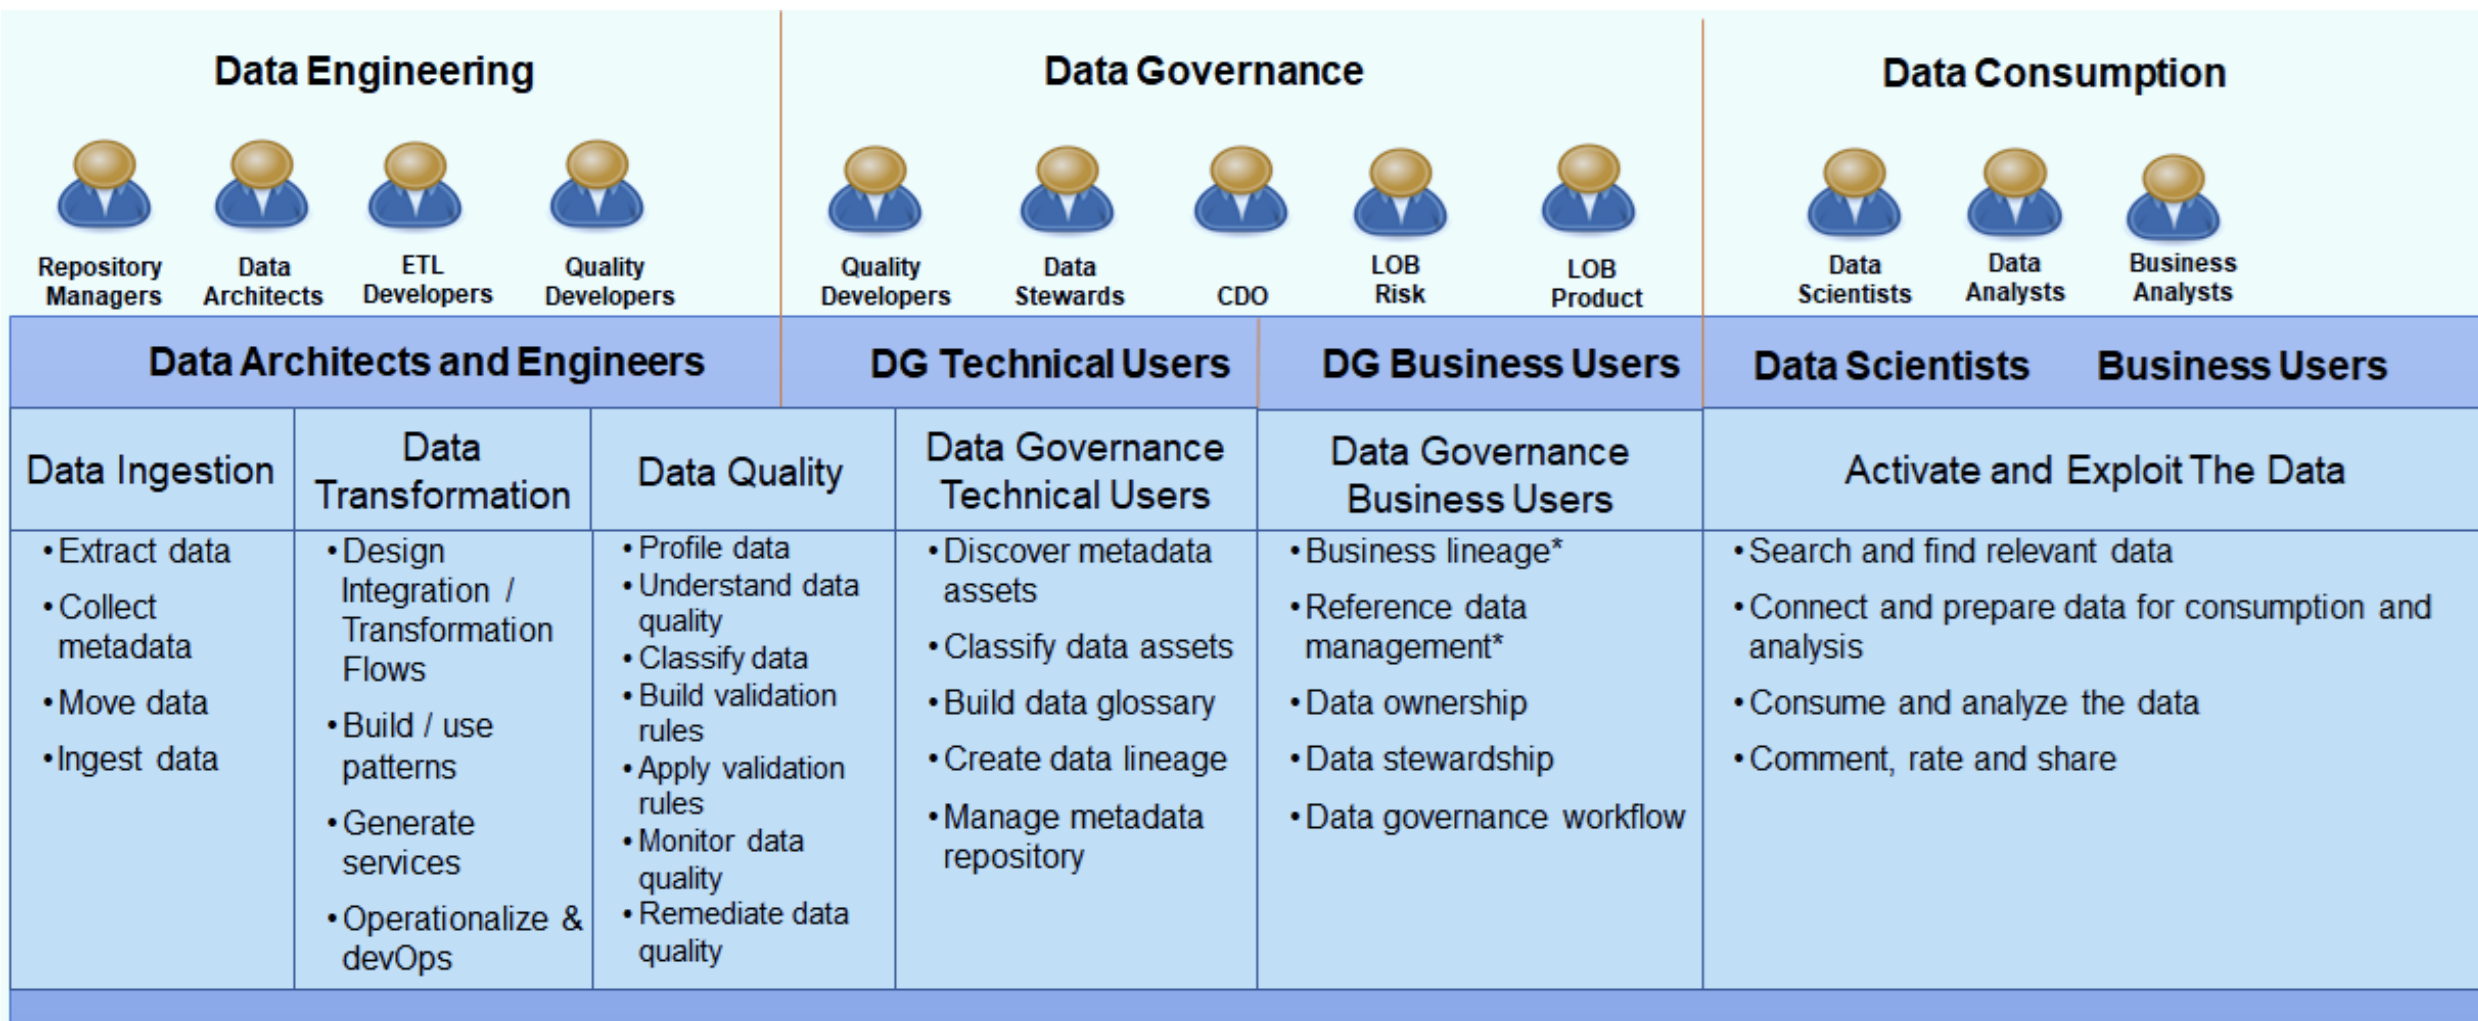 Data Engineering
Data Governance
Data Consumption
Repository
Managers
Data
Architects
ETL
Developers
Quality
Developers
Quality
Developers
Data
Stewards
CDO
LOB
Risk
LOB
Product
Data
Scientists
Data
Analysts
Business
Analysts
Data Architects and Engineers
DG Technical Users
DG Business Users
Data Scientists
Business Users
Data Ingestion
Data
Transformation
Data Quality
Data Governance
Technical Users
Data Governance
Business Users
Activate and Exploit The Data
•Extract data
•Collect
metadata
•Move data
•Ingest data
•Design
Integration /
Transformation
Flows
•Build / use
patterns
•Generate
services
•Operationalize &
devOps
•Profile data
•Understand data
quality
•Classify data
•Build validation
rules
•Apply validation
rules
•Monitor data
quality
•Remediate data
quality
•Discover metadata
assets
•Classify data assets
•Build data glossary
•Create data lineage
•Manage metadata
repository
•Business lineage*
•Reference data
management*
•Data ownership
•Data stewardship
•Data governance workflow
•Search and find relevant data
•Connect and prepare data for consumption and
analysis
•Consume and analyze the data
•Comment, rate and share